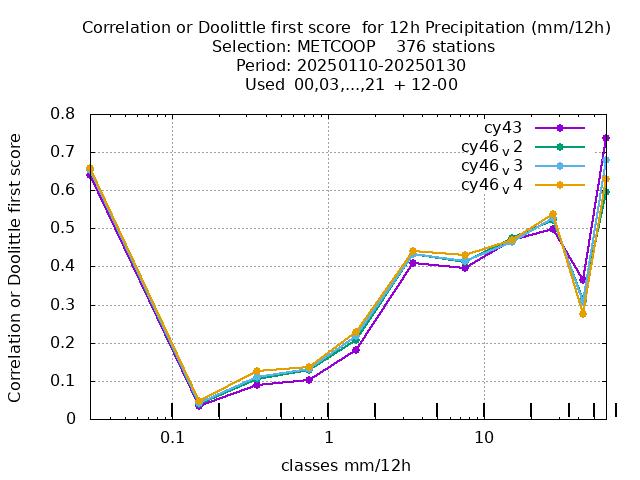 Correlation or Doolittle first score  for 12h Precipitation (mm/12h)
Selection: METCOOP    376 stations
Period: 20250110-20250130
Used  00,03,...,21  + 12-00
cy43
cy46 v 2
cy46 v 3
cy46 v 4
Correlation or Doolittle first score
0.8
0.7
0.6
0.5
0.4
0.3
0.2
0.1
0
0.1 1 10
classes mm/12h